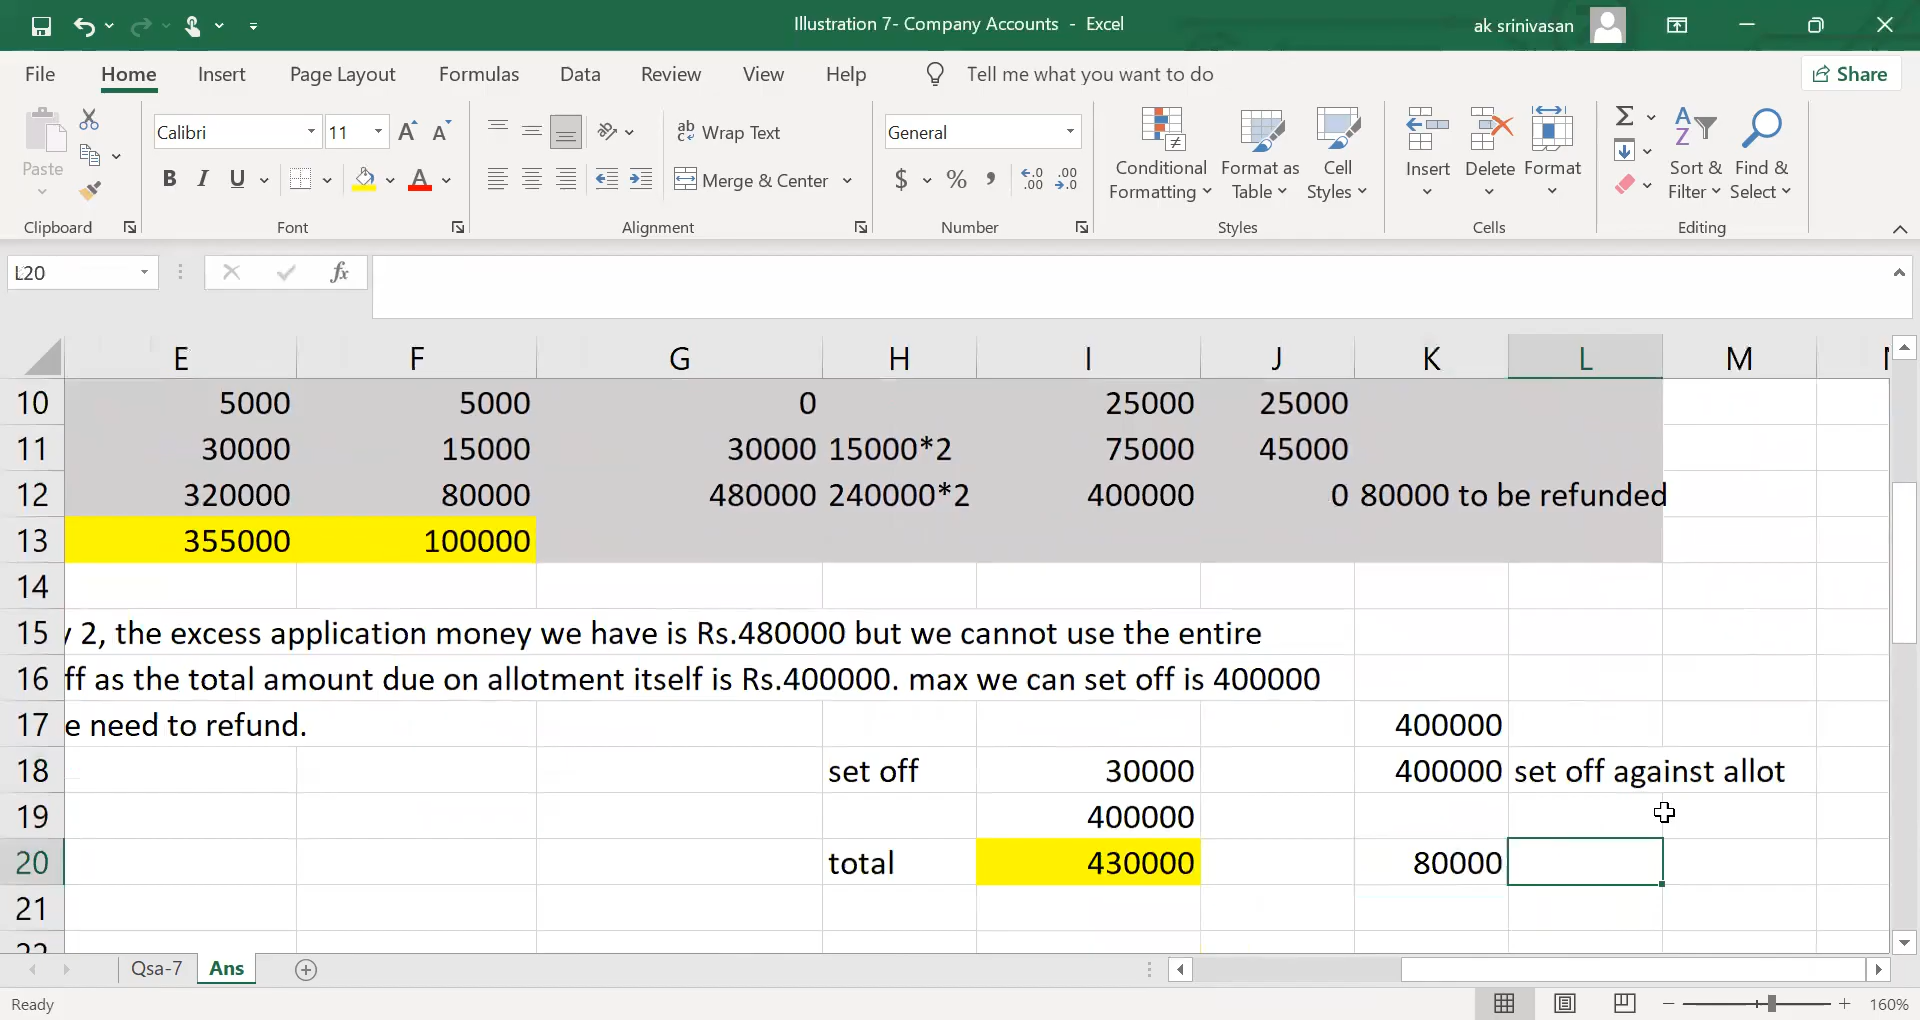 Illustration 7- Company Accounts - Excel
ak srinivasan
File Home Insert Page Layout Formulas Data Review View Help Tell me what you want to do Share
Calibri 11 ab Wrap Text General
Paste
B I U Merge & Center $ % , .00
Conditional Formatting
Format as Table
Cell Styles
Insert Delete Format
Sort & Filter
Find & Select
Clipboard Font Alignment Number Styles Cells Editing
L20 fx
E F G H I J K L M
10 5000 5000 0 25000 25000
11 30000 15000 30000 15000*2 75000 45000
12 320000 80000 480000 240000*2 400000 0 80000 to be refunded
13 355000 100000
14
15 2, the excess application money we have is Rs.480000 but we cannot use the entire
16 ff as the total amount due on allotment itself is Rs.400000. max we can set off is 400000
17 e need to refund. 400000
18 set off 30000 400000 set off against allot
19 400000
20 total 430000 80000
21
Qsa-7 Ans
Ready 160%